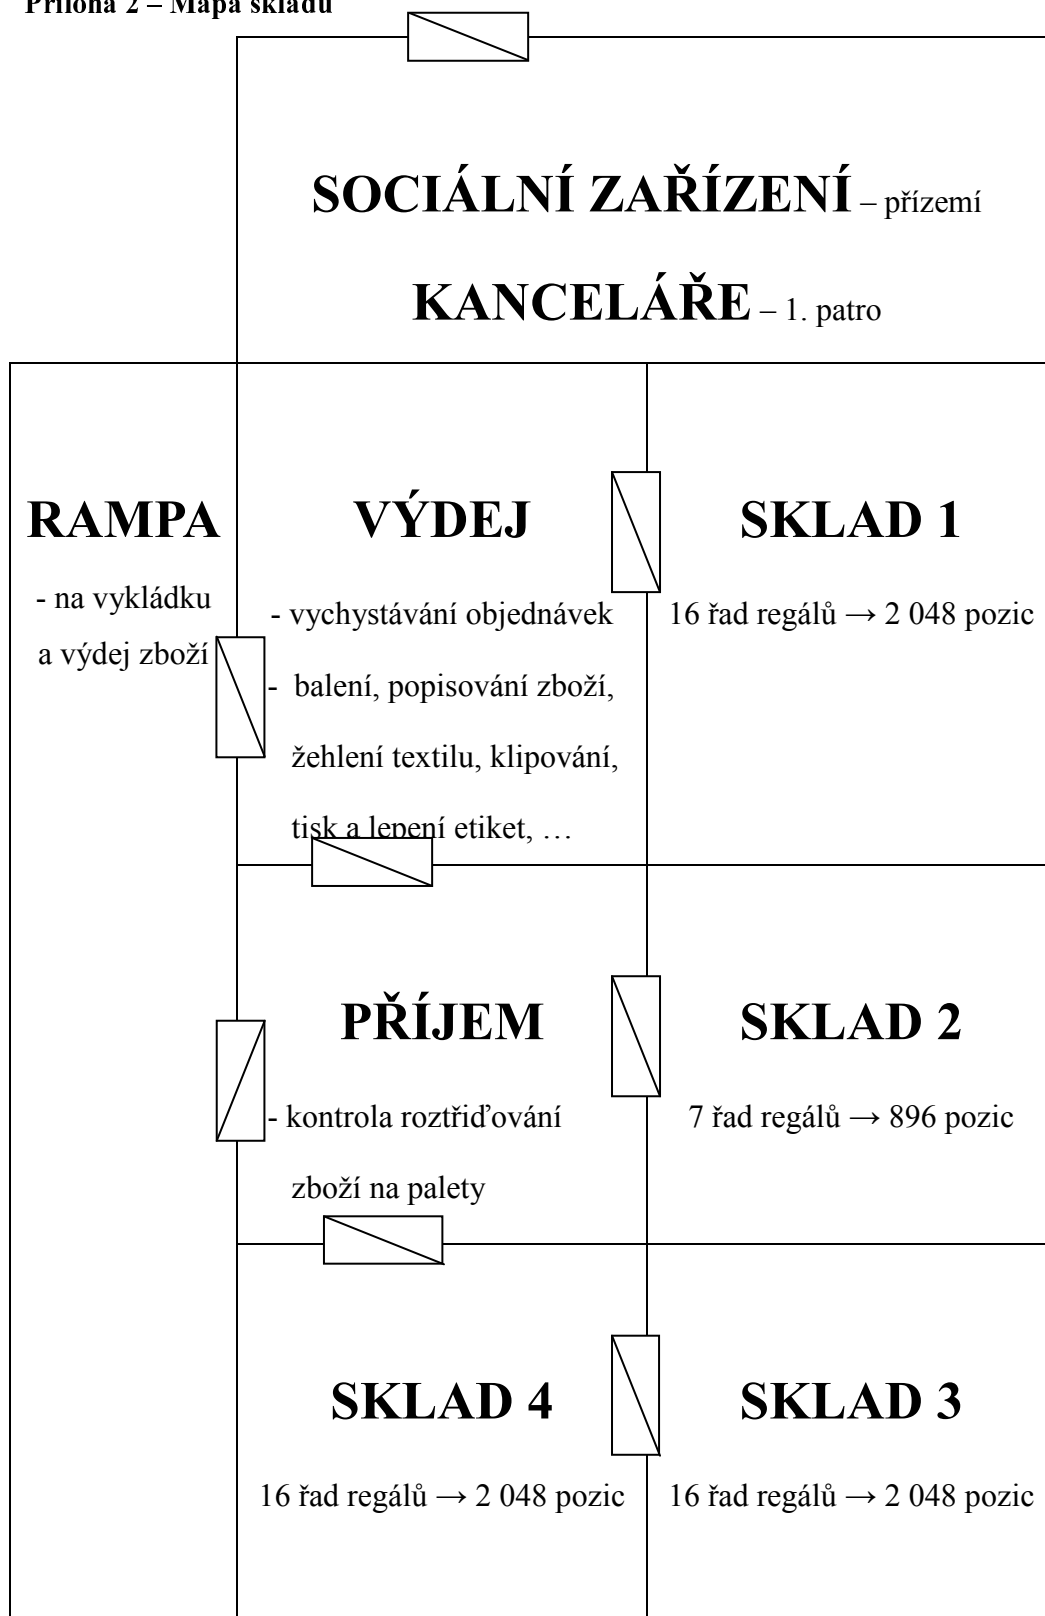 Příloha 2 – Mapa skladu
SOCIÁLNÍ ZAŘÍZENÍ – přízemí
KANCELÁŘE – 1. patro
RAMPA
- na vykládku
a výdej zboží
VÝDEJ
- vychystávání objednávek
- balení, popisování zboží,
žehlení textilu, klipování,
tisk a lepení etiket, …
SKLAD 1
16 řad regálů → 2 048 pozic
PŘÍJEM
- kontrola roztřiďování
zboží na palety
SKLAD 2
7 řad regálů → 896 pozic
SKLAD 4
16 řad regálů → 2 048 pozic
SKLAD 3
16 řad regálů → 2 048 pozic